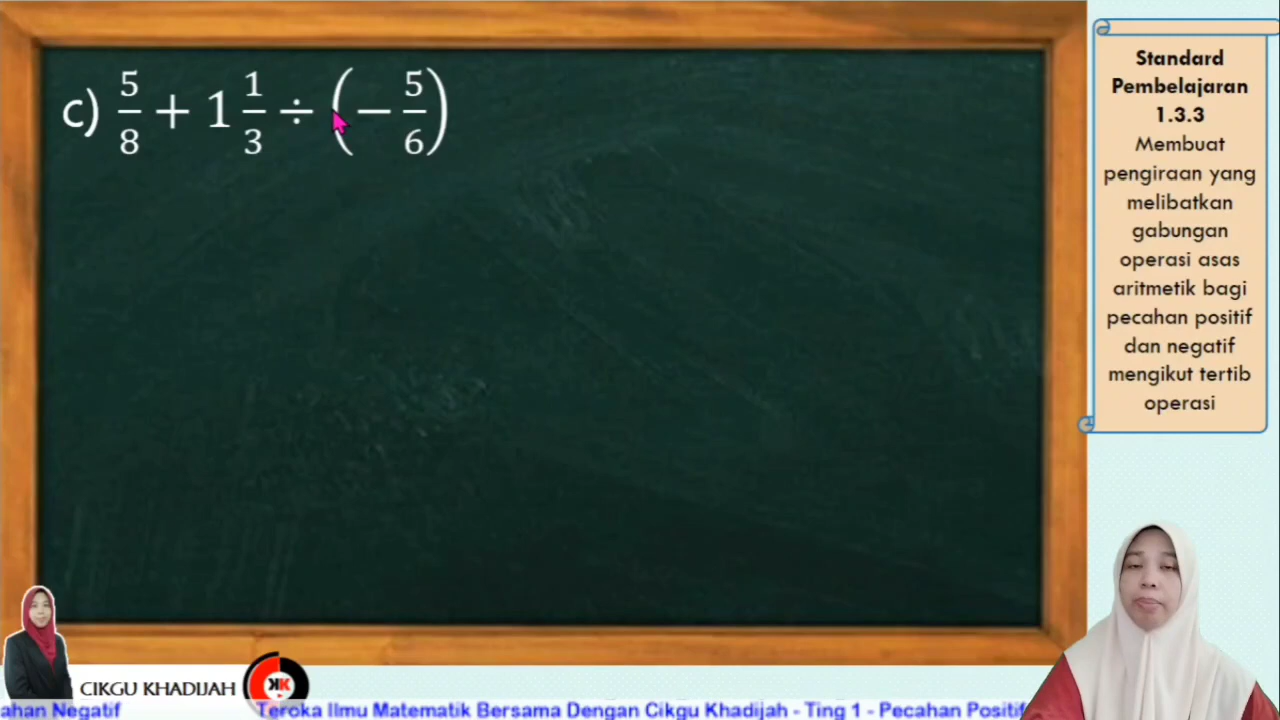 c) 5/8 + 1 1/3 ÷ (− 5/6)
Standard
Pembelajaran
1.3.3
Membuat
pengiraan yang
melibatkan
gabungan
operasi asas
aritmetik bagi
pecahan positif
dan negatif
mengikut tertib
operasi
CIKGU KHADIJAH
KK
ahan Negatif
Teroka Ilmu Matematik Bersama Dengan Cikgu Khadijah - Ting 1 - Pecahan Positif